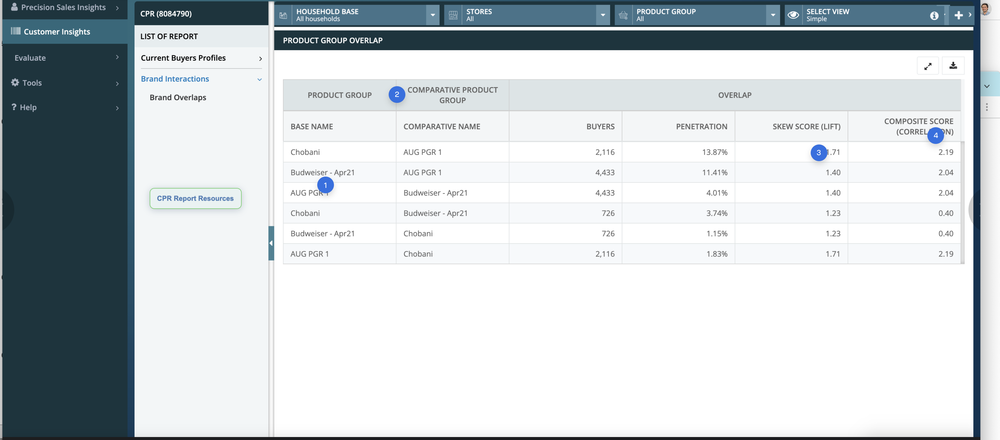 Precision Sales Insights
Customer Insights
Evaluate
Tools
? Help
CPR (8084790)
LIST OF REPORT
Current Buyers Profiles
Brand Interactions
Brand Overlaps
CPR Report Resources
HOUSEHOLD BASE
All households
STORES
All
PRODUCT GROUP
All
SELECT VIEW
Simple
PRODUCT GROUP OVERLAP
PRODUCT GROUP
2
COMPARATIVE PRODUCT
GROUP
OVERLAP
BASE NAME
COMPARATIVE NAME
BUYERS
PENETRATION
SKEW SCORE (LIFT)
COMPOSITE SCORE
4
Chobani AUG PGR 1 2,116 13.87% 3 1.71 2.19
Budweiser - Apr21 AUG PGR 1 4,433 11.41% 1.40 2.04
1
AUG PGR 1 Budweiser - Apr21 4,433 4.01% 1.40 2.04
Chobani Budweiser - Apr21 726 3.74% 1.23 0.40
Budweiser - Apr21 Chobani 726 1.15% 1.23 0.40
AUG PGR 1 Chobani 2,116 1.83% 1.71 2.19